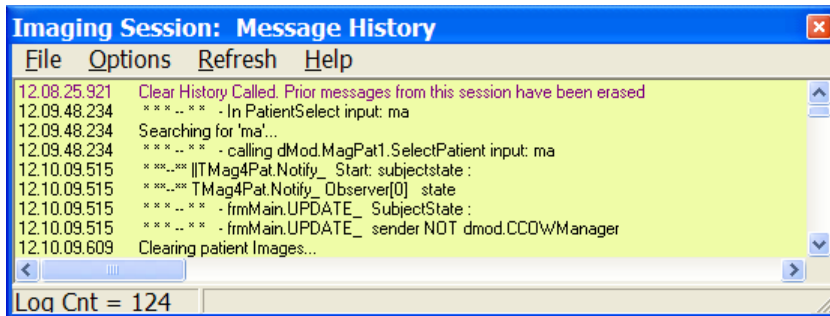 Imaging Session: Message History
File Options Refresh Help
12.08.25.921 Clear History Called. Prior messages from this session have been erased
12.09.48.234 * * * -- * * - In PatientSelect input: ma
12.09.48.234 Searching for 'ma'...
12.09.48.234 * * * -- * * - calling dMod.MagPat1.SelectPatient input: ma
12.10.09.515 * **--** ||TMag4Pat.Notify_ Start: subjectstate :
12.10.09.515 * **--** TMag4Pat.Notify_ Observer[0] state
12.10.09.515 * * * -- * * - frmMain.UPDATE_ SubjectState :
12.10.09.515 * * * -- * * - frmMain.UPDATE_ sender NOT dmod.CCOWManager
12.10.09.609 Clearing patient Images...
Log Cnt = 124